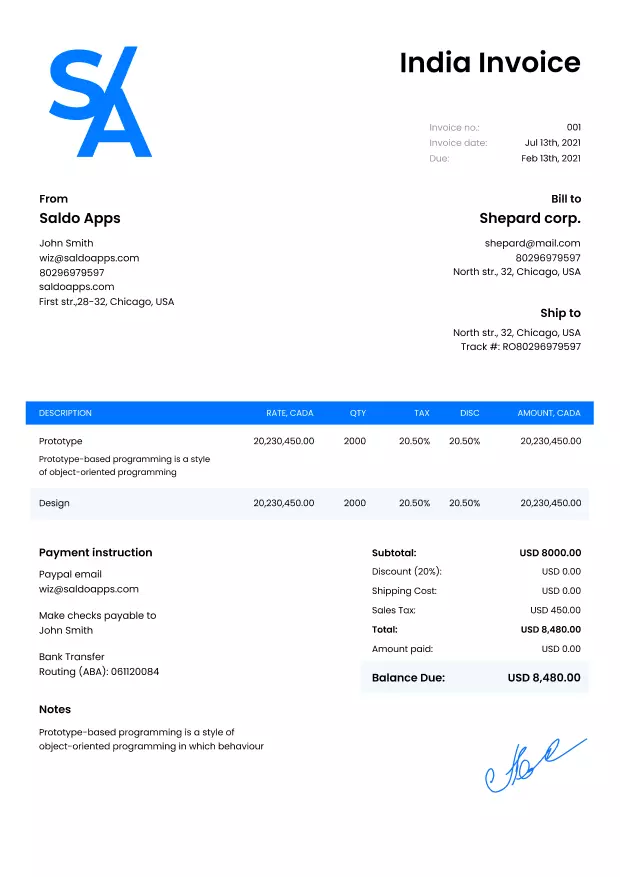 SA
India Invoice
Invoice no.: 001
Invoice date: Jul 13th, 2021
Due: Feb 13th, 2021
From
Saldo Apps
John Smith
wiz@saldoapps.com
80296979597
saldoapps.com
First str.,28-32, Chicago, USA
Bill to
Shepard corp.
shepard@mail.com
80296979597
North str., 32, Chicago, USA
Ship to
North str., 32, Chicago, USA
Track #: RO80296979597
DESCRIPTION RATE, CADA QTY TAX DISC AMOUNT, CADA
Prototype 20,230,450.00 2000 20.50% 20.50% 20,230,450.00
Prototype-based programming is a style
of object-oriented programming
Design 20,230,450.00 2000 20.50% 20.50% 20,230,450.00
Payment instruction
Paypal email
wiz@saldoapps.com
Make checks payable to
John Smith
Bank Transfer
Routing (ABA): 061120084
Subtotal: USD 8000.00
Discount (20%): USD 0.00
Shipping Cost: USD 0.00
Sales Tax: USD 450.00
Total: USD 8,480.00
Amount paid: USD 0.00
Balance Due: USD 8,480.00
Notes
Prototype-based programming is a style of
object-oriented programming in which behaviour